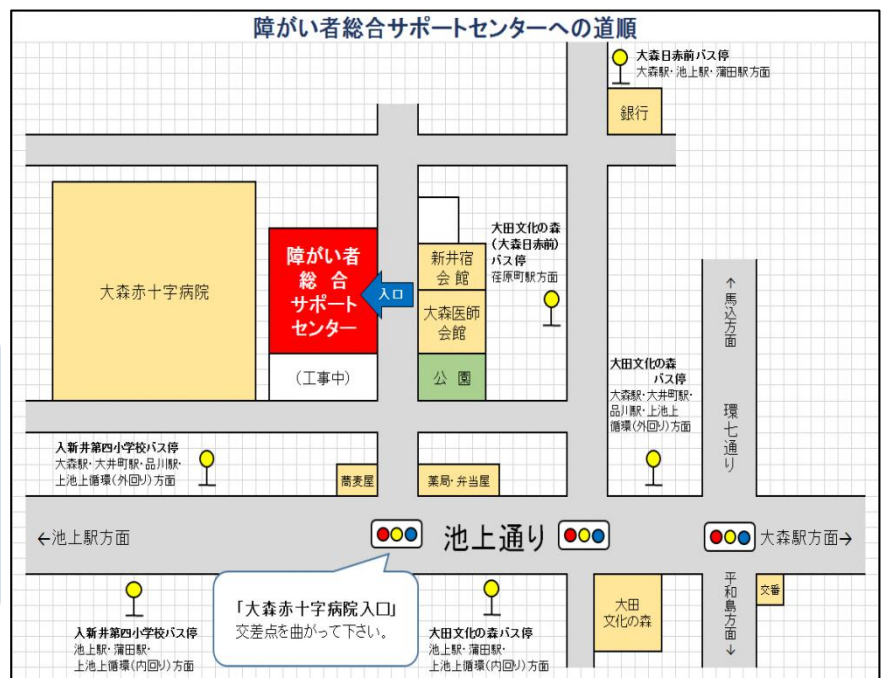 障がい者総合サポートセンターへの道順
大森日赤前バス停
大森駅・池上駅・蒲田駅方面
銀行
大森赤十字病院
障がい者
総合
サポート
センター
入口
(工事中)
新井宿
会館
大森医師
会館
公園
大田文化の森
(大森日赤前)
バス停
荏原町駅方面
大田文化の森
バス停
大森駅・大井町駅・
品川駅・上池上
循環(外回り)方面
↑馬込方面
環七通り
入新井第四小学校バス停
大森駅・大井町駅・品川駅・
上池上循環(外回り)方面
蕎麦屋
薬局・弁当屋
←池上駅方面
池上通り
大森駅方面→
「大森赤十字病院入口」
交差点を曲がって下さい。
入新井第四小学校バス停
池上駅・蒲田駅・
上池上循環(内回り)方面
大田文化の森バス停
池上駅・蒲田駅・
上池上循環(内回り)方面
大田
文化の森
平和島方面↓
交番